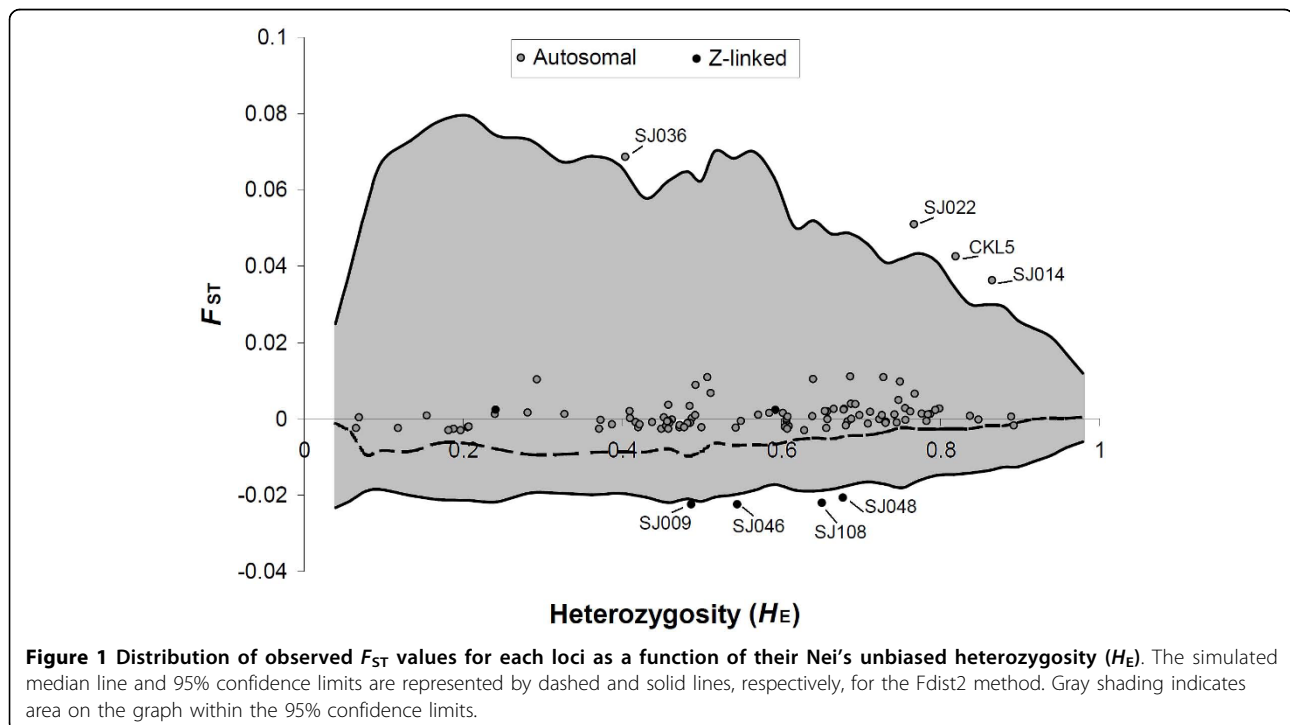 0.1
Autosomal Z-linked
0.08
SJ036
0.06
SJ022
CKL5
0.04
SJ014
FST
0.02
0
0 0.2 0.4 0.6 0.8 1
-0.02
SJ009 SJ046 SJ108 SJ048
-0.04
Heterozygosity (HE)
Figure 1 Distribution of observed FST values for each loci as a function of their Nei's unbiased heterozygosity (HE). The simulated
median line and 95% confidence limits are represented by dashed and solid lines, respectively, for the Fdist2 method. Gray shading indicates
area on the graph within the 95% confidence limits.